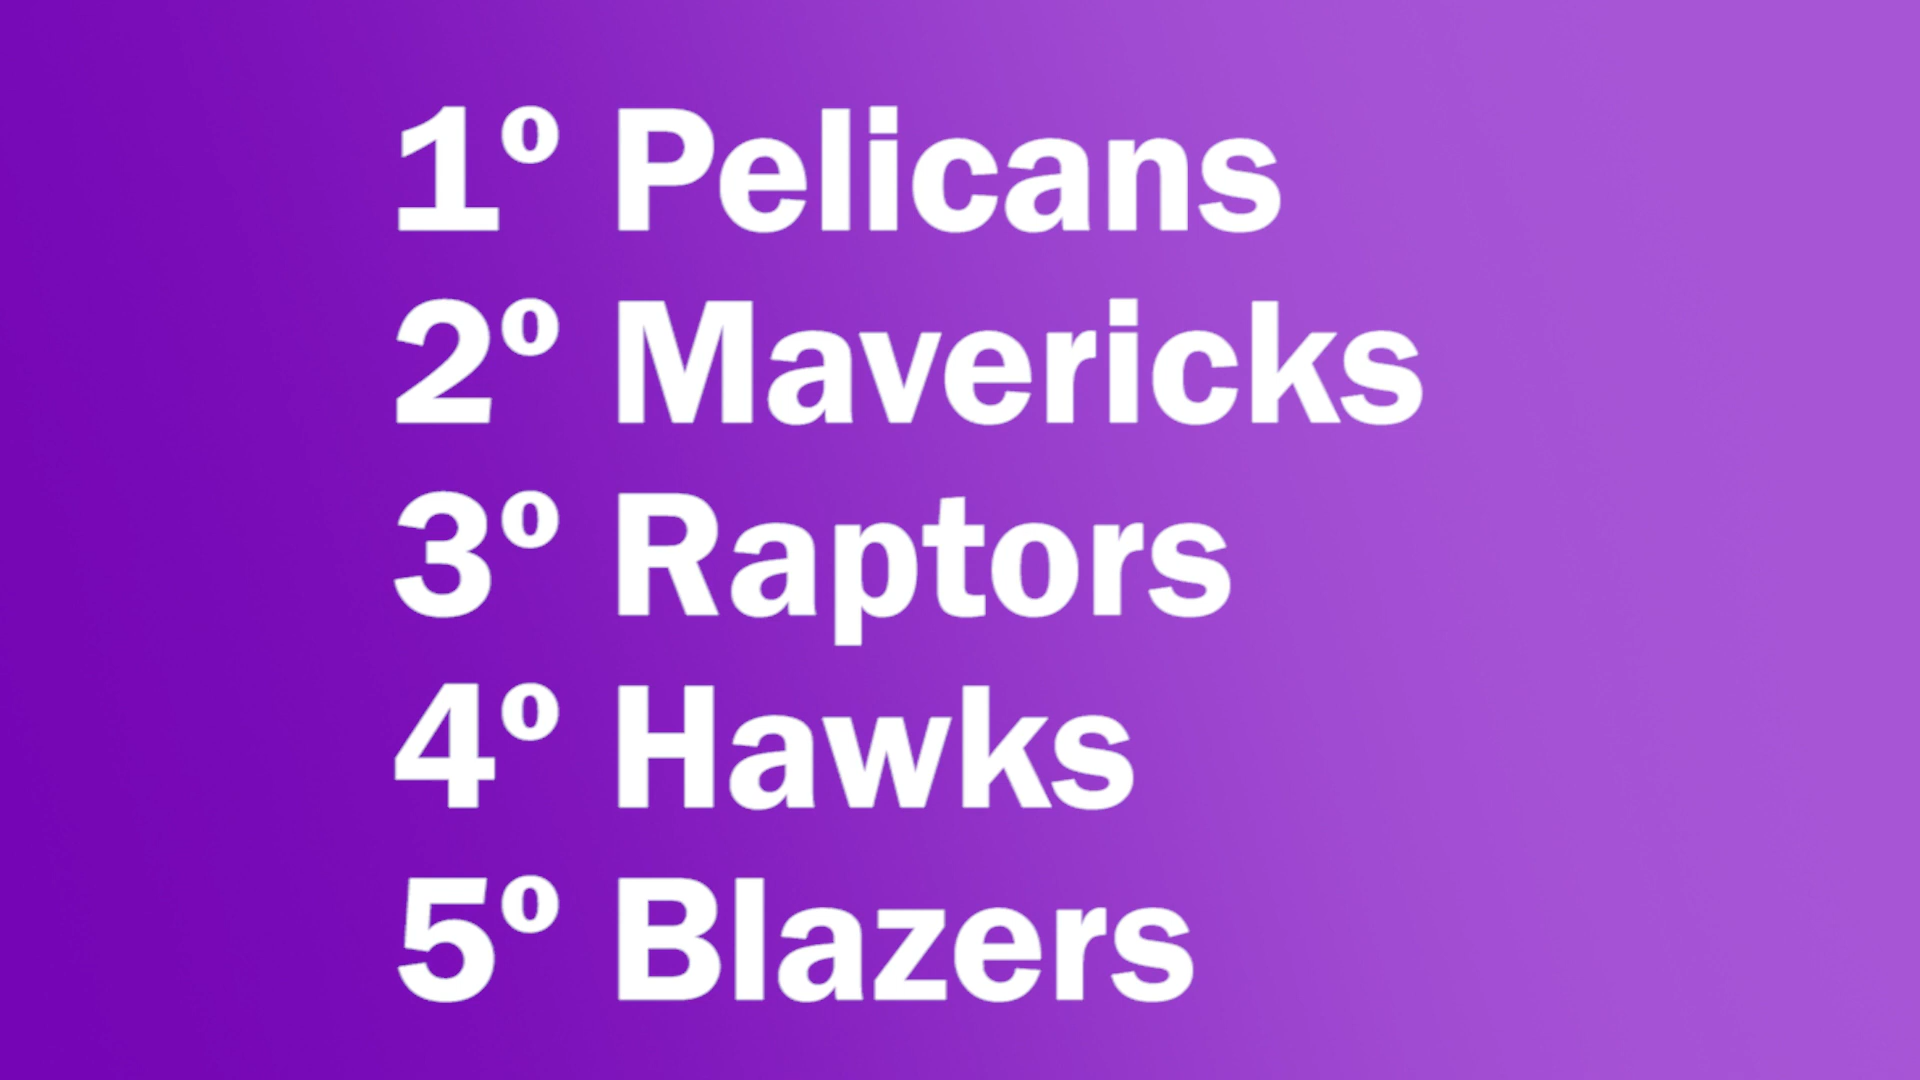 1º Pelicans
2º Mavericks
3º Raptors
4º Hawks
5º Blazers